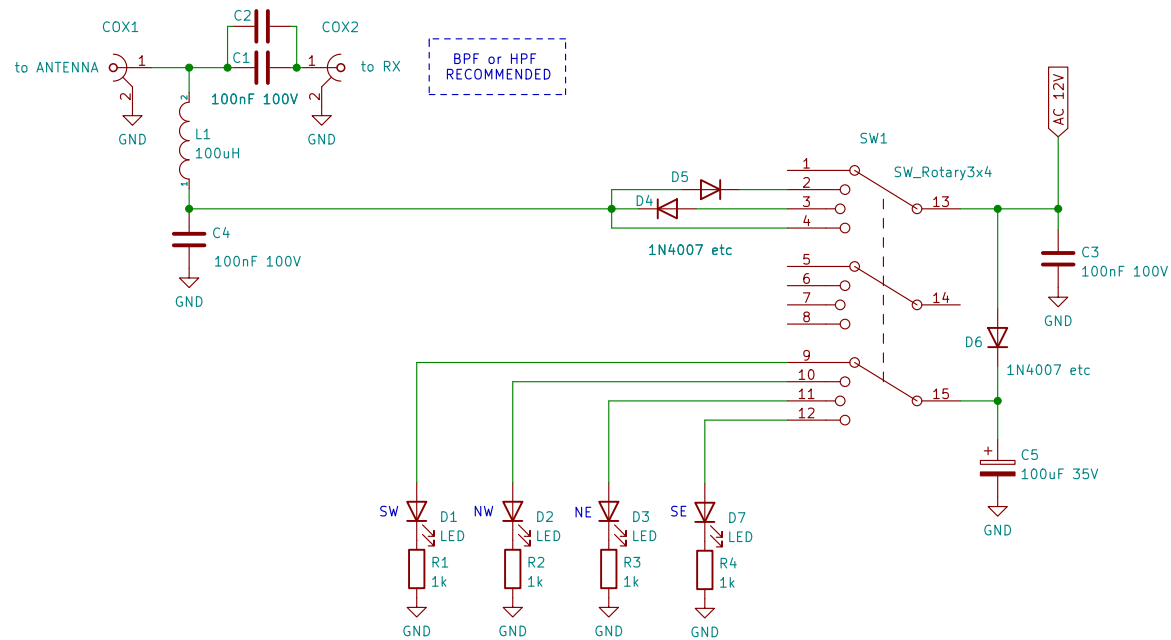 COX1
C2
COX2
to ANTENNA
1
C1
1
to RX
2
100nF 100V
2
GND
GND
BPF or HPF
RECOMMENDED
AC 12V
2
L1
100uH
1
SW1
SW_Rotary3x4
1
2
3
4
13
D5
D4
1N4007 etc
C4
100nF 100V
GND
C3
100nF 100V
GND
5
6
7
8
14
D6
1N4007 etc
9
10
11
12
15
+
C5
100uF 35V
GND
SW
D1
LED
R1
1k
GND
NW
D2
LED
R2
1k
GND
NE
D3
LED
R3
1k
GND
SE
D7
LED
R4
1k
GND